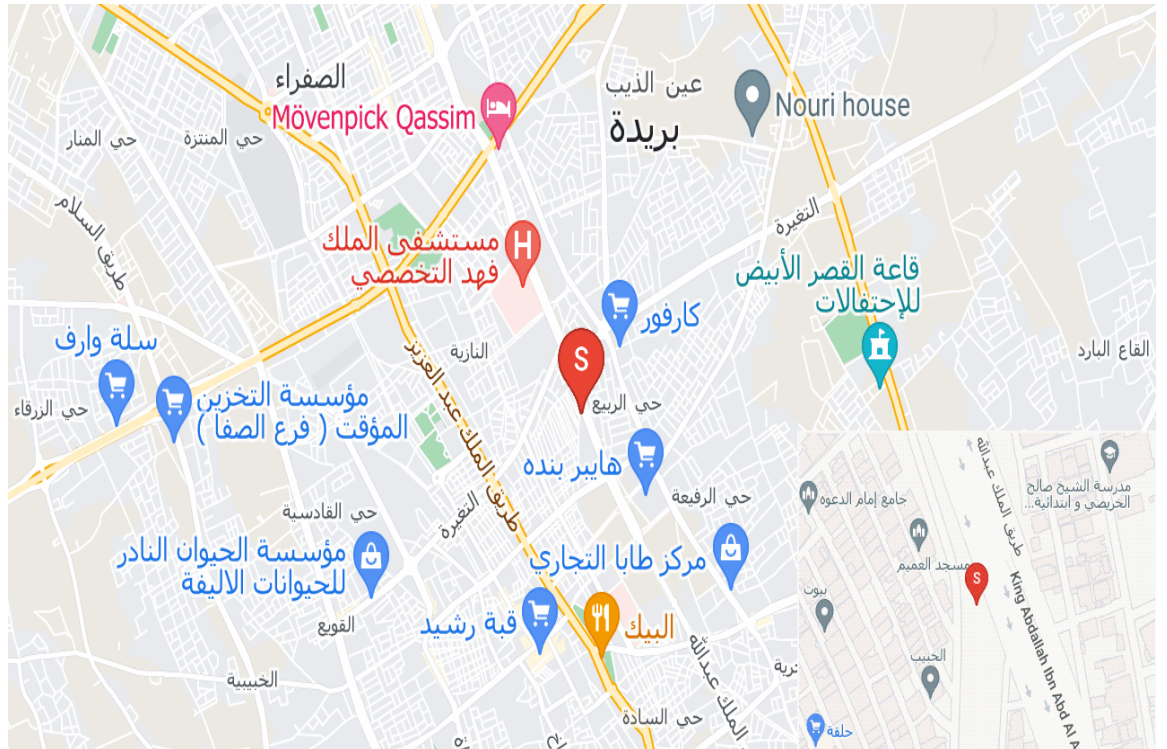 الصفراء
Mövenpick Qassim
عين الذيب
بريدة
Nouri house
حي المنار
حي المنتزة
طريق السلام
التغيرة
مستشفى الملك
فهد التخصصي
قاعة القصر الأبيض
للإحتفالات
كارفور
القاع البارد
النازية
سلة وارف
حي الزرقاء
مؤسسة التخزين
المؤقت ( فرع الصفا )
طريق الملك عبد العزيز
S
حي الربيع
هايبر بنده
حي الرفيعة
التغيرة
حي القادسية
مؤسسة الحيوان النادر
للحيوانات الاليفة
مركز طابا التجاري
القويع
قبة رشيد
البيك
الخبيبية
حي السادة
الملك عبدالله
طريق الملك عبدالله
مدرسة الشيخ صالح
الخريصي و ابتدائية...
جامع إمام الدعوه
مسجد العميم
S
King Abdallah Ibn Abd Al A
بيوت
الحبيب
حلقة